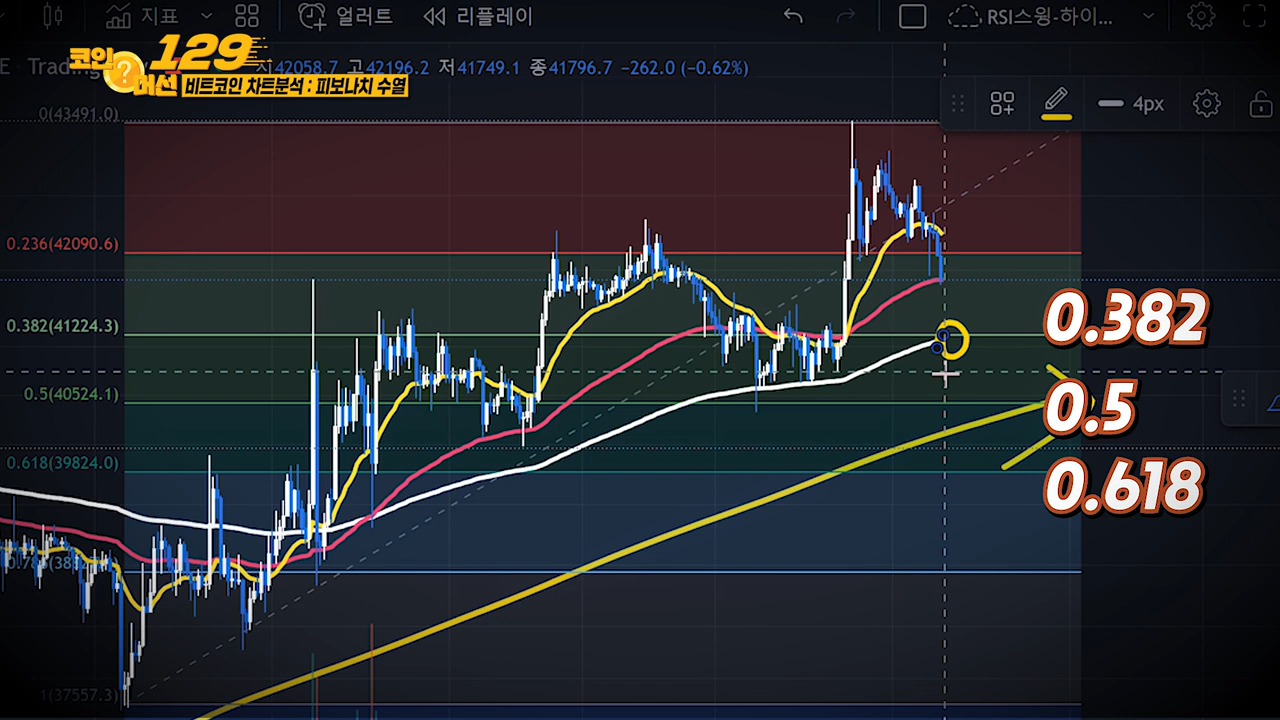 지표
얼러트
리플레이
RSI스윙-하이...
코인
129
머선
비트코인 차트분석 : 피보나치 수열
42058.7 고42196.2 저41749.1 종41796.7 −262.0 (−0.62%)
4px
0(43491.0)
0.236(42090.6)
0.382(41224.3)
0.5(40524.1)
0.618(39824.0)
1(37557.3)
0.382
0.5
0.618